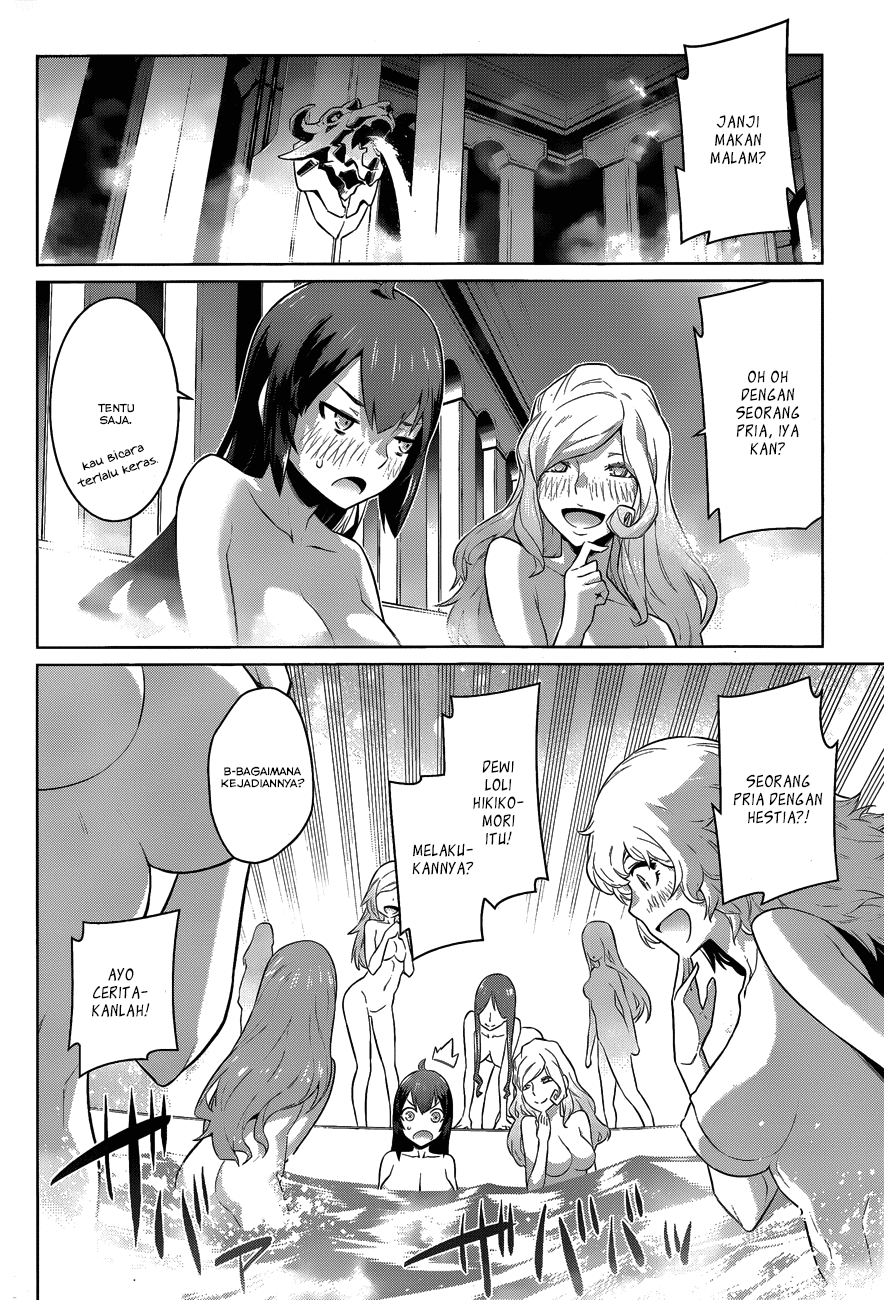 JANJI
MAKAN
MALAM?
OH OH
DENGAN
SEORANG
PRIA, IYA
KAN?
TENTU
SAJA.
kau bicara
terlalu keras.
SEORANG
PRIA DENGAN
HESTIA?!
DEWI
LOLI
HIKIKO-
MORI
ITU!
MELAKU-
KANNYA?
B-BAGAIMANA
KEJADIANNYA?
AYO
CERITA-
KANLAH!